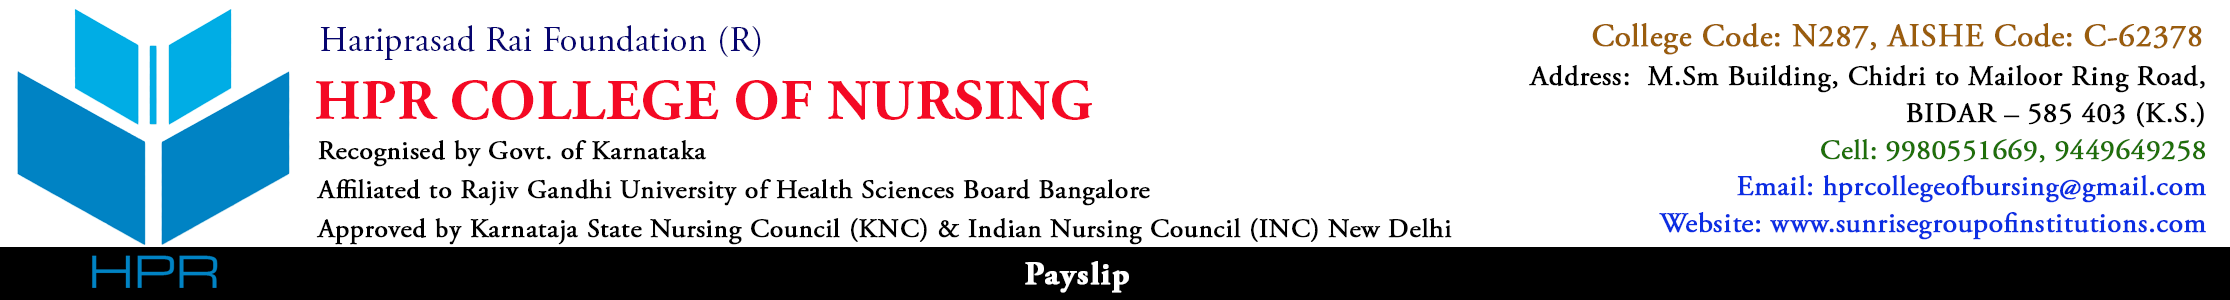 Hariprasad Rai Foundation (R)
HPR COLLEGE OF NURSING
Recognised by Govt. of Karnataka
Affiliated to Rajiv Gandhi University of Health Sciences Board Bangalore
Approved by Karnataja State Nursing Council (KNC) & Indian Nursing Council (INC) New Delhi
College Code: N287, AISHE Code: C-62378
Address: M.Sm Building, Chidri to Mailoor Ring Road,
BIDAR – 585 403 (K.S.)
Cell: 9980551669, 9449649258
Email: hprcollegeofbursing@gmail.com
Website: www.sunrisegroupofinstitutions.com
HPR
Payslip